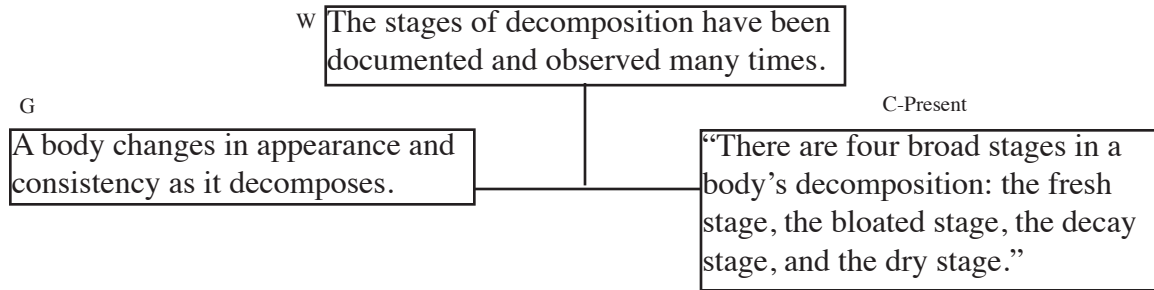 W
The stages of decomposition have been
documented and observed many times.
G
A body changes in appearance and
consistency as it decomposes.
C-Present
“There are four broad stages in a
body’s decomposition: the fresh
stage, the bloated stage, the decay
stage, and the dry stage.”